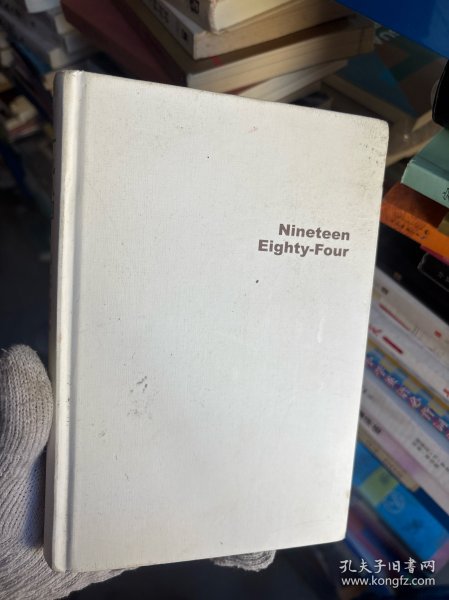 Nineteen
Eighty-Four
孔夫子旧书网
www.kongfz.com